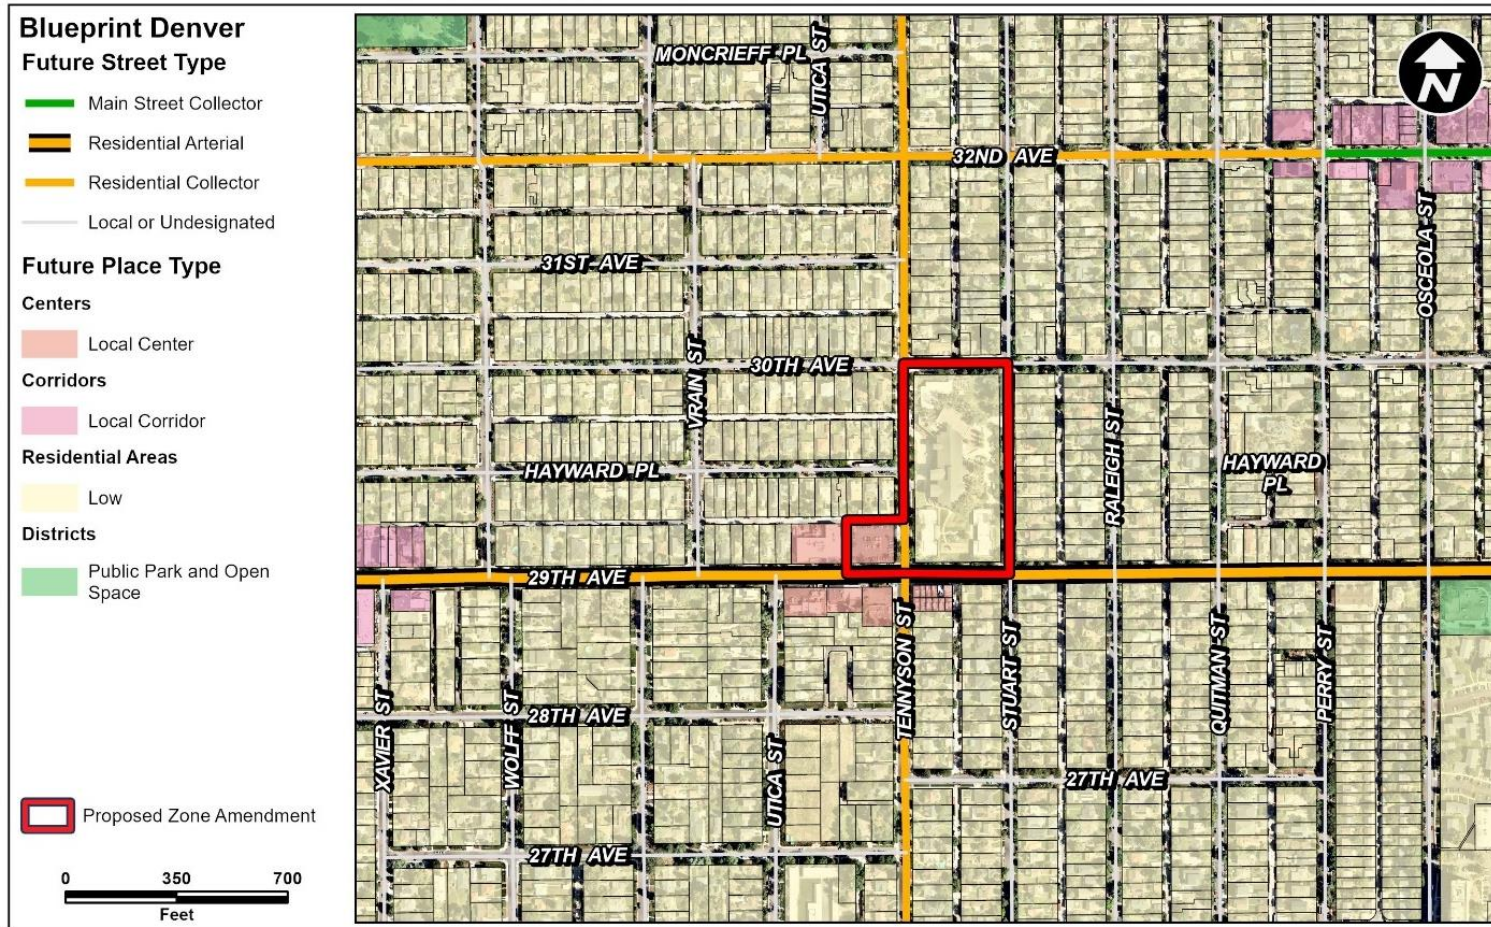 Blueprint Denver
Future Street Type
Main Street Collector
Residential Arterial
Residential Collector
Local or Undesignated
Future Place Type
Centers
Local Center
Corridors
Local Corridor
Residential Areas
Low
Districts
Public Park and Open
Space
Proposed Zone Amendment
0 350 700
Feet
MONCRIEFF PL
UTICA ST
N
32ND AVE
OSCEOLA ST
31ST AVE
VRAIN ST
30TH AVE
RALEIGH ST
HAYWARD PL
HAYWARD
PL
29TH AVE
TENNYSON ST
STUART ST
QUITMAN ST
PERRY ST
XAVIER ST
WOLFF ST
28TH AVE
UTICA ST
27TH AVE
27TH AVE